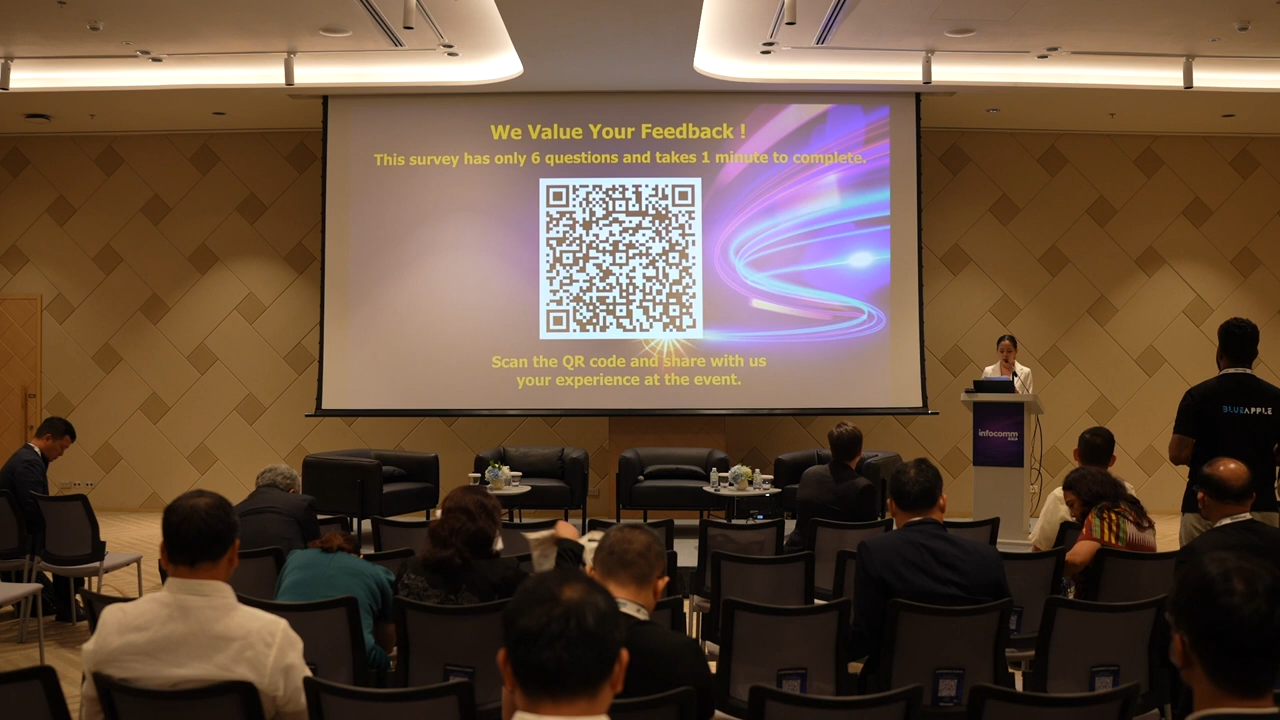 We Value Your Feedback !
This survey has only 6 questions and takes 1 minute to complete.
Scan the QR code and share with us
your experience at the event.
infocomm
ASIA
BLUEAPPLE